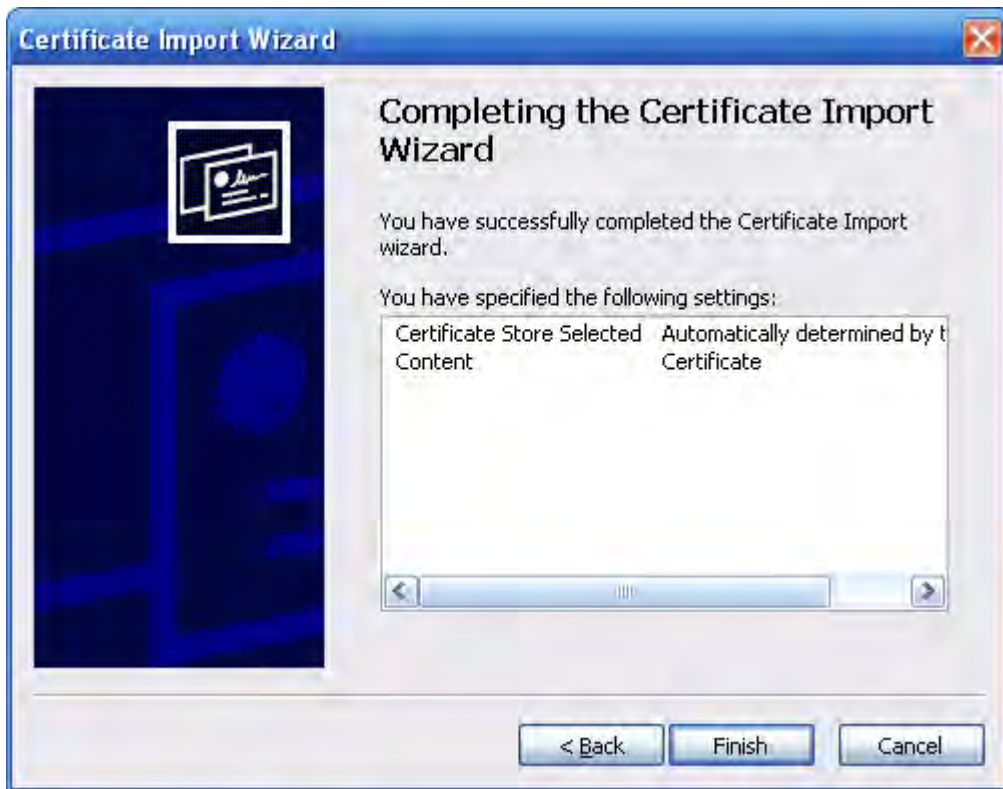 Certificate Import Wizard
Completing the Certificate Import
Wizard
You have successfully completed the Certificate Import
wizard.
You have specified the following settings:
Certificate Store Selected Automatically determined by t
Content Certificate
< Back Finish Cancel